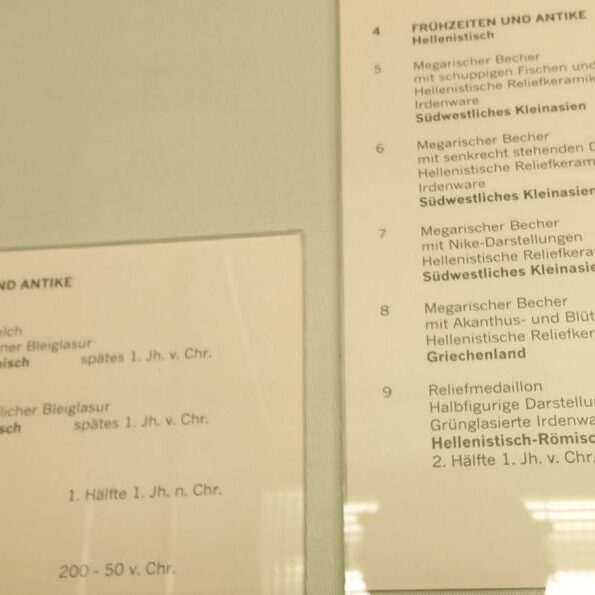 ND ANTIKE
Bleiglasur
spätes 1. Jh. v. Chr.
licher Bleiglasur
spätes 1. Jh. v. Chr.
1. Hälfte 1. Jh. n. Chr.
200 - 50 v. Chr.
4 FRÜHZEITEN UND ANTIKE
Hellenistisch
5 Megarischer Becher
mit schuppigen Fischen und
Hellenistische Reliefkeramik
Irdenware
Südwestliches Kleinasien
6 Megarischer Becher
mit senkrecht stehenden D
Hellenistische Reliefkeram
Irdenware
Südwestliches Kleinasien
7 Megarischer Becher
mit Nike-Darstellungen
Hellenistische Reliefkera
Südwestliches Kleinasie
8 Megarischer Becher
mit Akanthus- und Blüt
Hellenistische Reliefker
Griechenland
9 Reliefmedaillon
Halbfigurige Darstellu
Grünglasierte Irdenwa
Hellenistisch-Römisc
2. Hälfte 1. Jh. v. Chr.